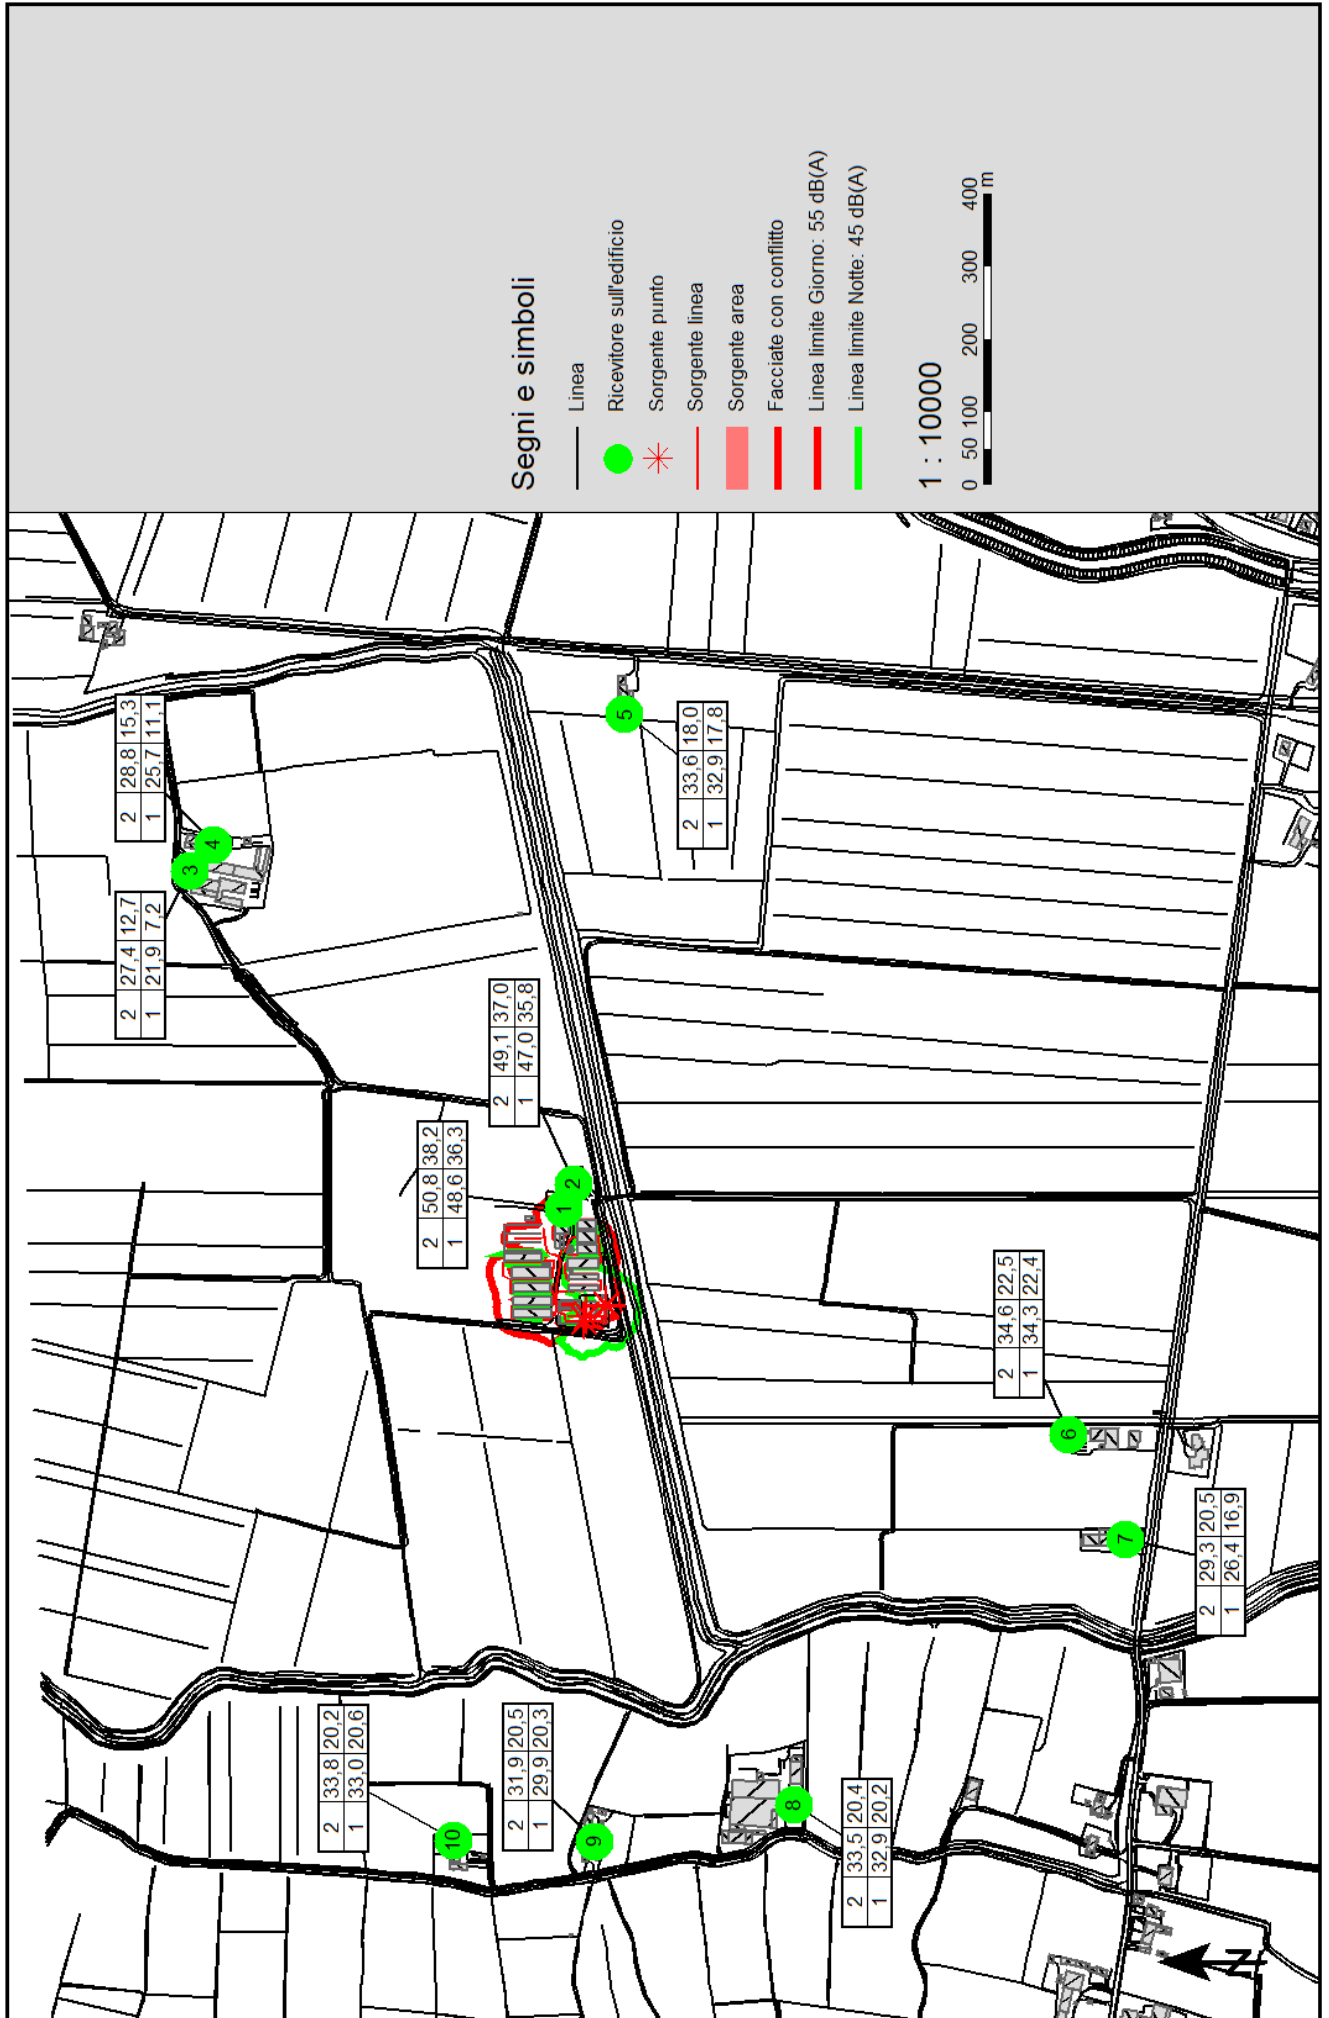 Segni e simboli
Linea
Ricevitore sull'edificio
Sorgente punto
Sorgente linea
Sorgente area
Facciate con conflitto
Linea limite Giorno: 55 dB(A)
Linea limite Notte: 45 dB(A)
1 : 10000
0 50 100 200 300 400
m
2 28,8 15,3
1 25,7 11,1
4
3
2 27,4 12,7
1 21,9 7,2
5
2 33,6 18,0
1 32,9 17,8
2 49,1 37,0
1 47,0 35,8
2
1
2 50,8 38,2
1 48,6 36,3
2 34,6 22,5
1 34,3 22,4
6
7
2 29,3 20,5
1 26,4 16,9
2 33,8 20,2
1 33,0 20,6
10
2 31,9 20,5
1 29,9 20,3
9
8
2 33,5 20,4
1 32,9 20,2
N